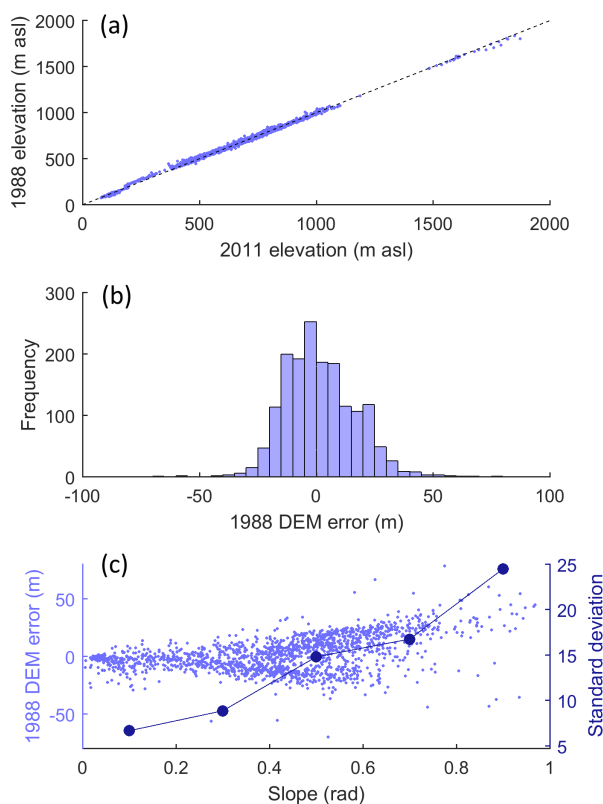 (a)
2000
1500
1000
500
0
1988 elevation (m asl)
0 500 1000 1500 2000
2011 elevation (m asl)
(b)
300
200
100
0
Frequency
-100 -50 0 50 100
1988 DEM error (m)
(c)
50
0
-50
1988 DEM error (m)
25
20
15
10
5
Standard deviation
0 0.2 0.4 0.6 0.8 1
Slope (rad)